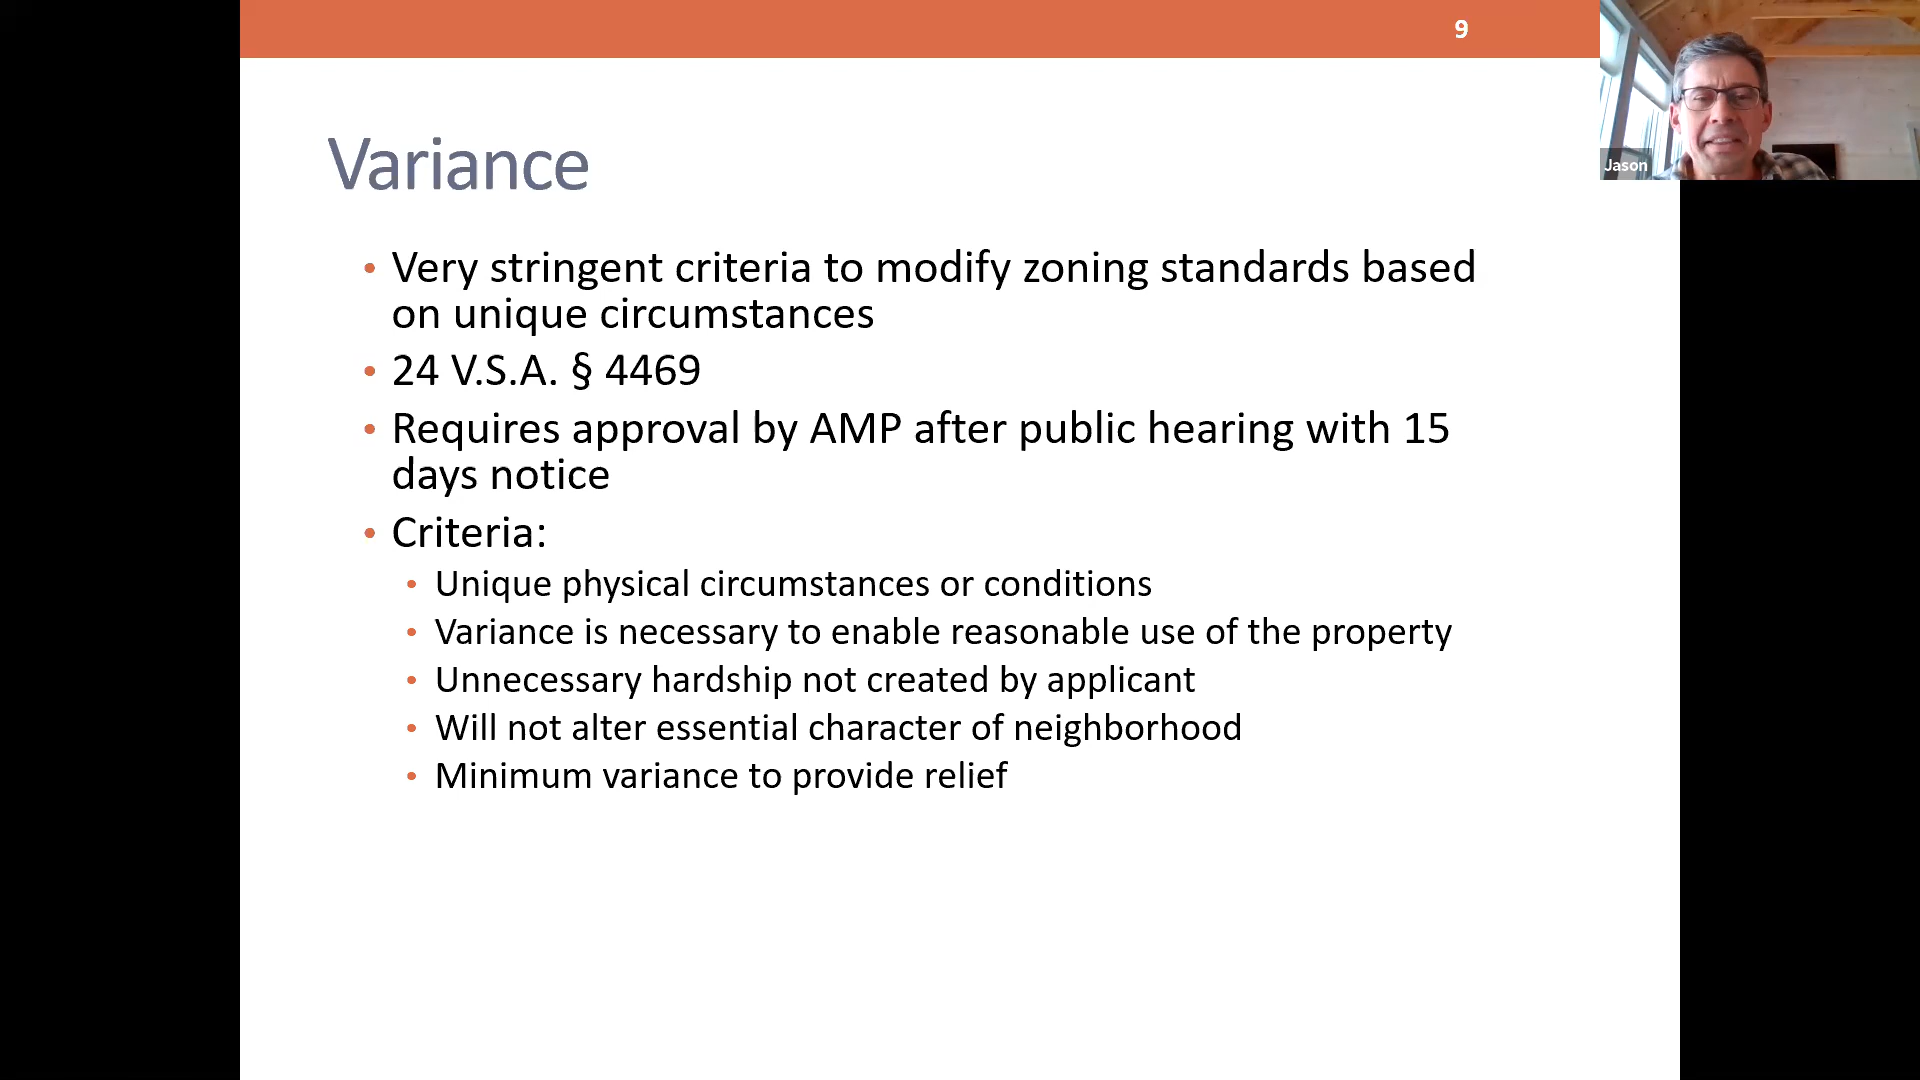 9
Jason
Variance
• Very stringent criteria to modify zoning standards based
on unique circumstances
• 24 V.S.A. § 4469
• Requires approval by AMP after public hearing with 15
days notice
• Criteria:
• Unique physical circumstances or conditions
• Variance is necessary to enable reasonable use of the property
• Unnecessary hardship not created by applicant
• Will not alter essential character of neighborhood
• Minimum variance to provide relief